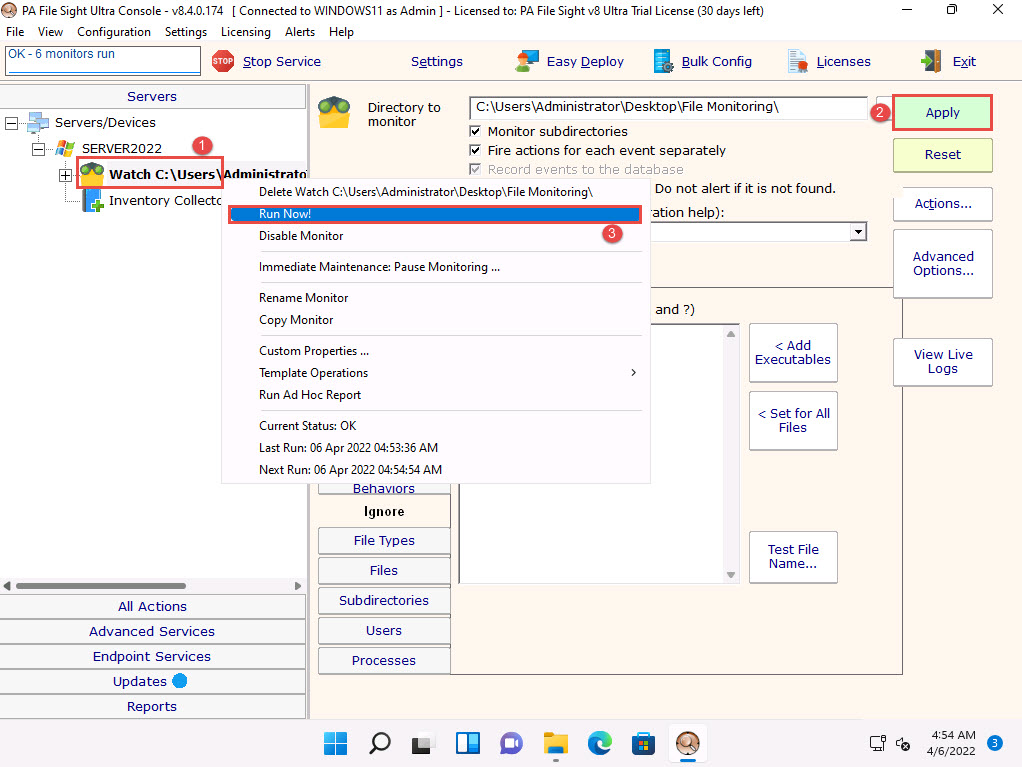 PA File Sight Ultra Console - v8.4.0.174 [ Connected to WINDOWS11 as Admin ] - Licensed to: PA File Sight v8 Ultra Trial License (30 days left)
File View Configuration Settings Licensing Alerts Help
OK - 6 monitors run
STOP Stop Service Settings Easy Deploy Bulk Config Licenses Exit
Servers
Servers/Devices
SERVER2022 1
Watch C:\Users\Administrato
Inventory Collecto
Directory to
monitor
C:\Users\Administrator\Desktop\File Monitoring\
Monitor subdirectories
Fire actions for each event separately
Record events to the database
Do not alert if it is not found.
ration help):
and ?)
2 Apply
Reset
Actions...
Advanced
Options...
View Live
Logs
Delete Watch C:\Users\Administrator\Desktop\File Monitoring\
Run Now!
Disable Monitor 3
Immediate Maintenance: Pause Monitoring ...
Rename Monitor
Copy Monitor
Custom Properties ...
Template Operations
Run Ad Hoc Report
Current Status: OK
Last Run: 06 Apr 2022 04:53:36 AM
Next Run: 06 Apr 2022 04:54:54 AM
< Add
Executables
< Set for All
Files
Test File
Name...
Behaviors
Ignore
File Types
Files
Subdirectories
Users
Processes
All Actions
Advanced Services
Endpoint Services
Updates
Reports
4:54 AM
4/6/2022 3